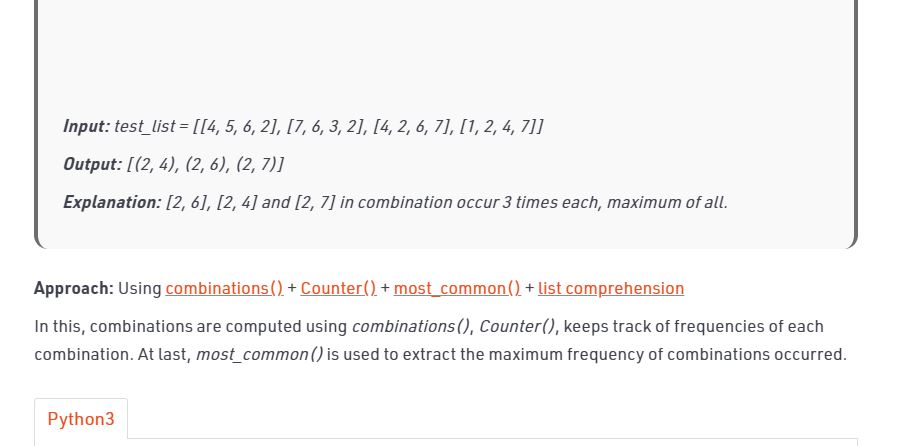 Input: test_list = [[4, 5, 6, 2], [7, 6, 3, 2], [4, 2, 6, 7], [1, 2, 4, 7]]
Output: [(2, 4), (2, 6), (2, 7)]
Explanation: [2, 6], [2, 4] and [2, 7] in combination occur 3 times each, maximum of all.
Approach: Using combinations() + Counter() + most_common() + list comprehension
In this, combinations are computed using combinations(), Counter(), keeps track of frequencies of each
combination. At last, most_common() is used to extract the maximum frequency of combinations occurred.
Python3